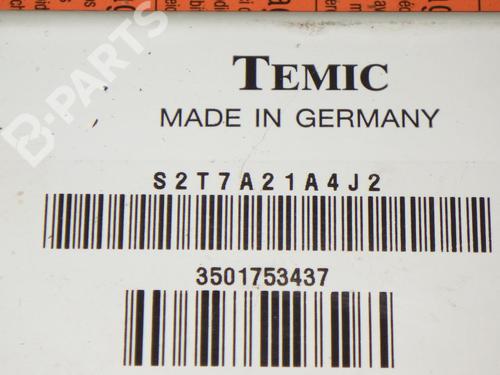 B-PARTS
TEMIC
MADE IN GERMANY
S2T7A21A4J2
3501753437